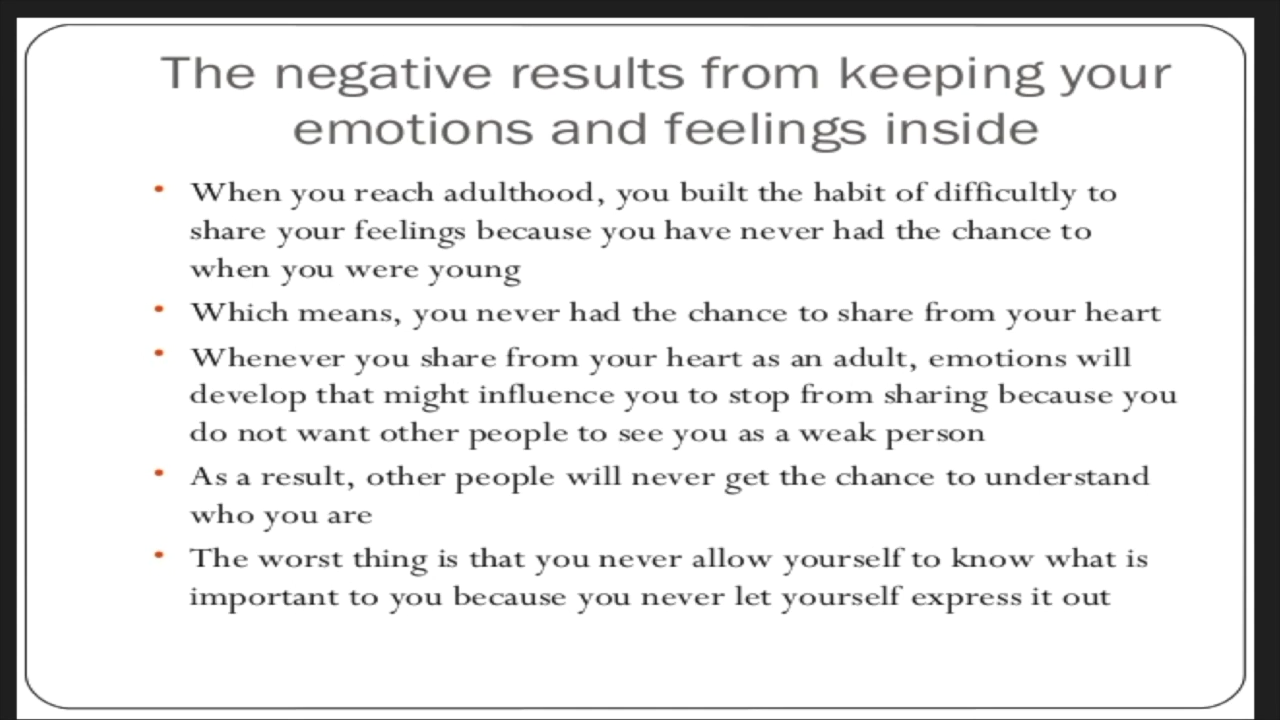 The negative results from keeping your
emotions and feelings inside
• When you reach adulthood, you built the habit of difficultly to
share your feelings because you have never had the chance to
when you were young
• Which means, you never had the chance to share from your heart
• Whenever you share from your heart as an adult, emotions will
develop that might influence you to stop from sharing because you
do not want other people to see you as a weak person
• As a result, other people will never get the chance to understand
who you are
• The worst thing is that you never allow yourself to know what is
important to you because you never let yourself express it out